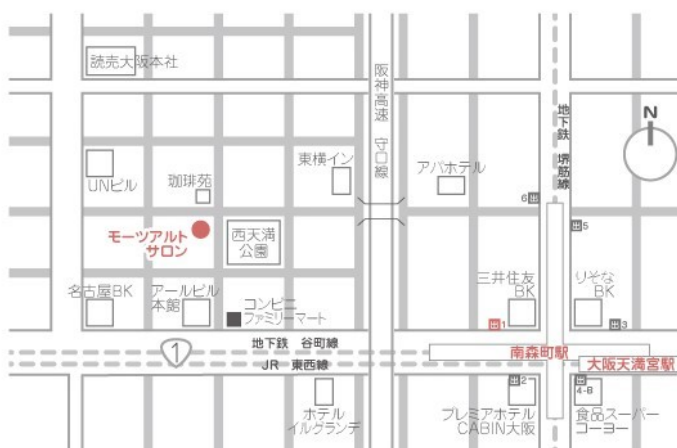 読売大阪本社
阪神高速 守口線
地下鉄 堺筋線
N
UNビル
珈琲苑
東横イン
アパホテル
6
5
モーツアルト
サロン
西天満
公園
名古屋BK
アールビル
本館
コンビニ
ファミリーマート
三井住友
BK
りそな
BK
1
3
地下鉄 谷町線
1
JR 東西線
南森町駅
大阪天満宮駅
2
4-B
ホテル
イルグランデ
プレミアホテル
CABIN大阪
食品スーパー
コーヨー